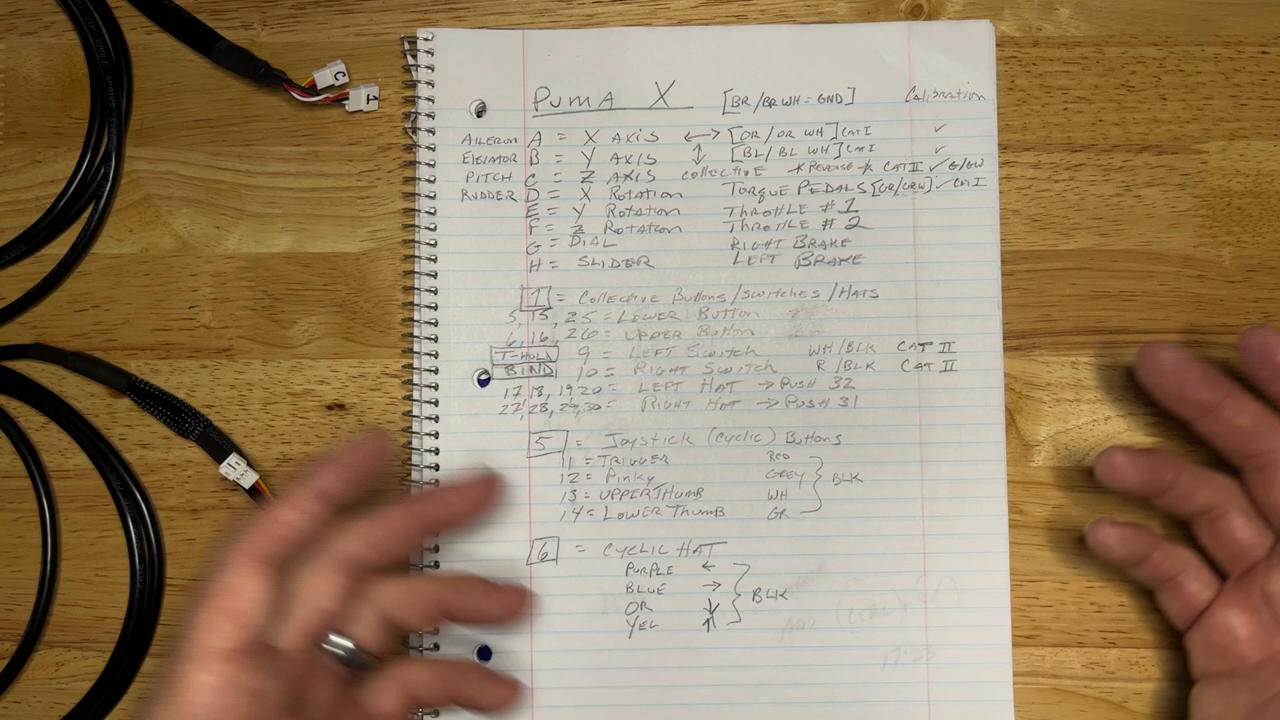 C
1
PUMA X [BR/BR WH = GND] Calibration
AILERON A = X AXIS ↔ [OR/OR WH] CAT I ✓
ELEVATOR B = Y AXIS ↕ [BL/BL WH] CAT I ✓
PITCH C = Z AXIS collective *REVERSE* CAT II ✓ G/GW
RUDDER D = X Rotation TORQUE PEDALS [GR/GRW] ✓ CAT I
E = Y Rotation THROTTLE #1
F = Z Rotation THROTTLE #2
G = DIAL RIGHT BRAKE
H = SLIDER LEFT BRAKE
1 = Collective Buttons/Switches/HATS
5, 15, 25 = LOWER Button
6, 16, 26 = UPPER Button
T-HOLD 9 = LEFT Switch WH/BLK CAT II
BIND 10 = RIGHT Switch R/BLK CAT II
17, 18, 19, 20 = LEFT HAT → PUSH 32
27, 28, 29, 30 = RIGHT HAT → PUSH 31
5 = Joystick (Cyclic) Buttons
11 = TRIGGER RED
12 = Pinky GREY } BLK
13 = UPPER THUMB WH
14 = LOWER THUMB GR
6 = CYCLIC HAT
PURPLE ←
BLUE → } BLK
OR ↓
YEL ↑